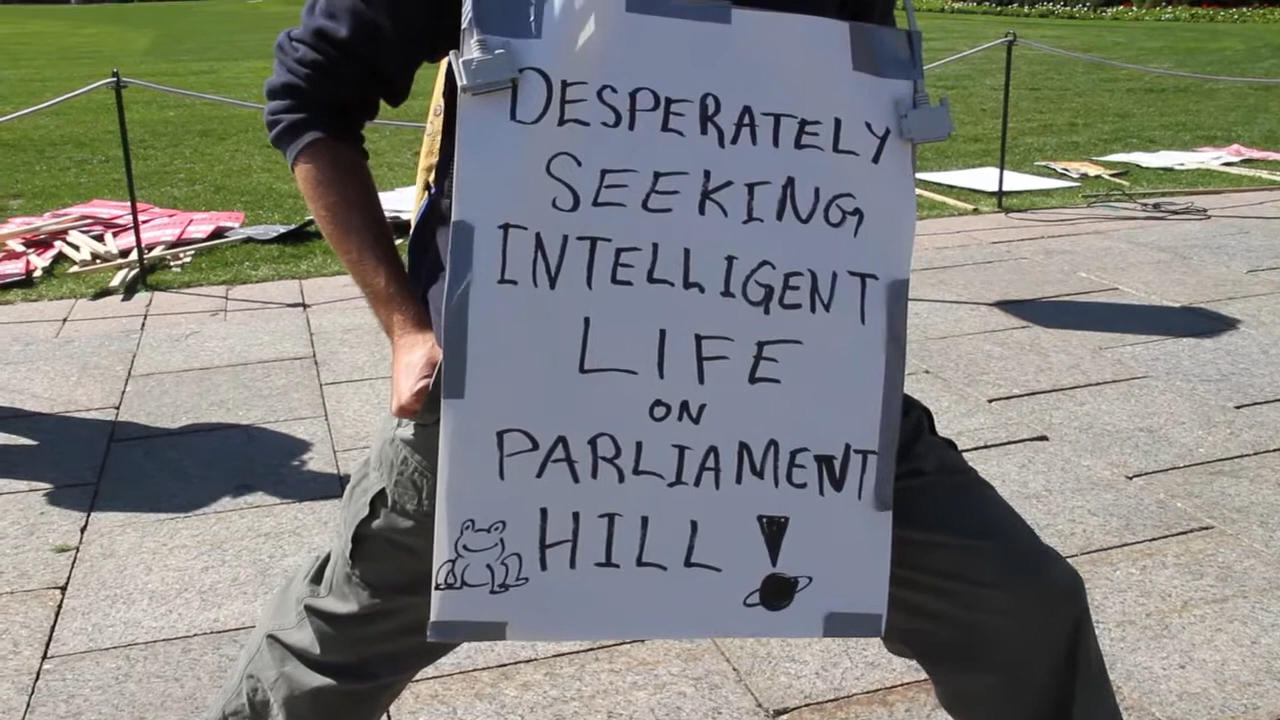 DESPERATELY
SEEKING
INTELLIGENT
LIFE
ON
PARLIAMENT
HILL!